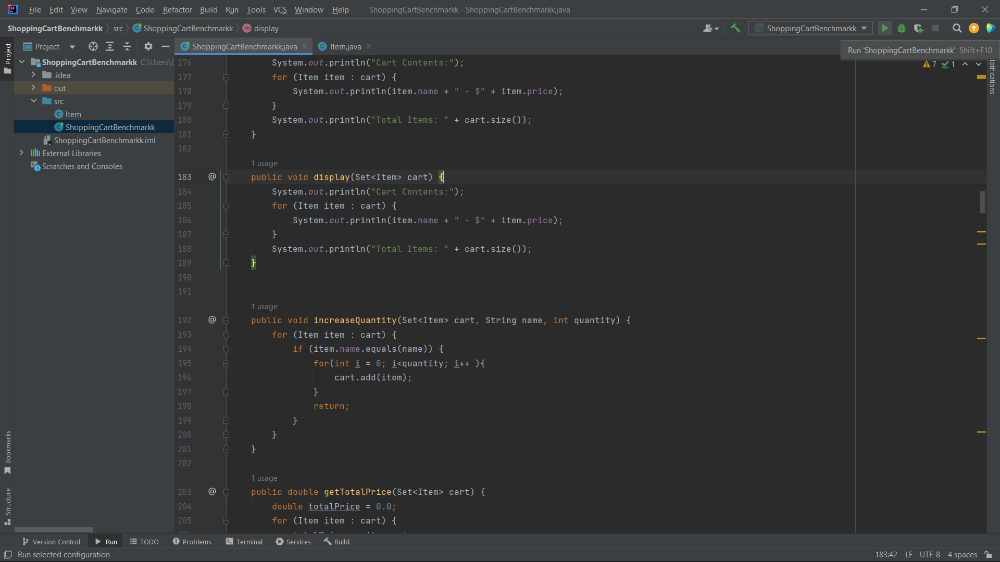 File Edit View Navigate Code Refactor Build Run Tools VCS Window Help ShoppingCartBenchmarkk - ShoppingCartBenchmarkk.java
ShoppingCartBenchmarkk src ShoppingCartBenchmarkk display ShoppingCartBenchmarkk
Project
Project
ShoppingCartBenchmarkk.java Item.java
Run 'ShoppingCartBenchmarkk' Shift+F10
7 1
ShoppingCartBenchmarkk C:\Users\
.idea
out
src
Item
ShoppingCartBenchmarkk
ShoppingCartBenchmarkk.iml
External Libraries
Scratches and Consoles
176 System.out.println("Cart Contents:");
177 for (Item item : cart) {
178 System.out.println(item.name + " - $" + item.price);
179 }
180 System.out.println("Total Items: " + cart.size());
181 }
182
1 usage
183 @ public void display(Set<Item> cart) {
184 System.out.println("Cart Contents:");
185 for (Item item : cart) {
186 System.out.println(item.name + " - $" + item.price);
187 }
188 System.out.println("Total Items: " + cart.size());
189 }
190
191
1 usage
192 @ public void increaseQuantity(Set<Item> cart, String name, int quantity) {
193 for (Item item : cart) {
194 if (item.name.equals(name)) {
195 for(int i = 0; i<quantity; i++ ){
196 cart.add(item);
197 }
198 return;
199 }
200 }
201 }
202
1 usage
203 @ public double getTotalPrice(Set<Item> cart) {
204 double totalPrice = 0.0;
205 for (Item item : cart) {
Bookmarks
Structure
Version Control Run TODO Problems Terminal Services Build
Run selected configuration 183:42 LF UTF-8 4 spaces